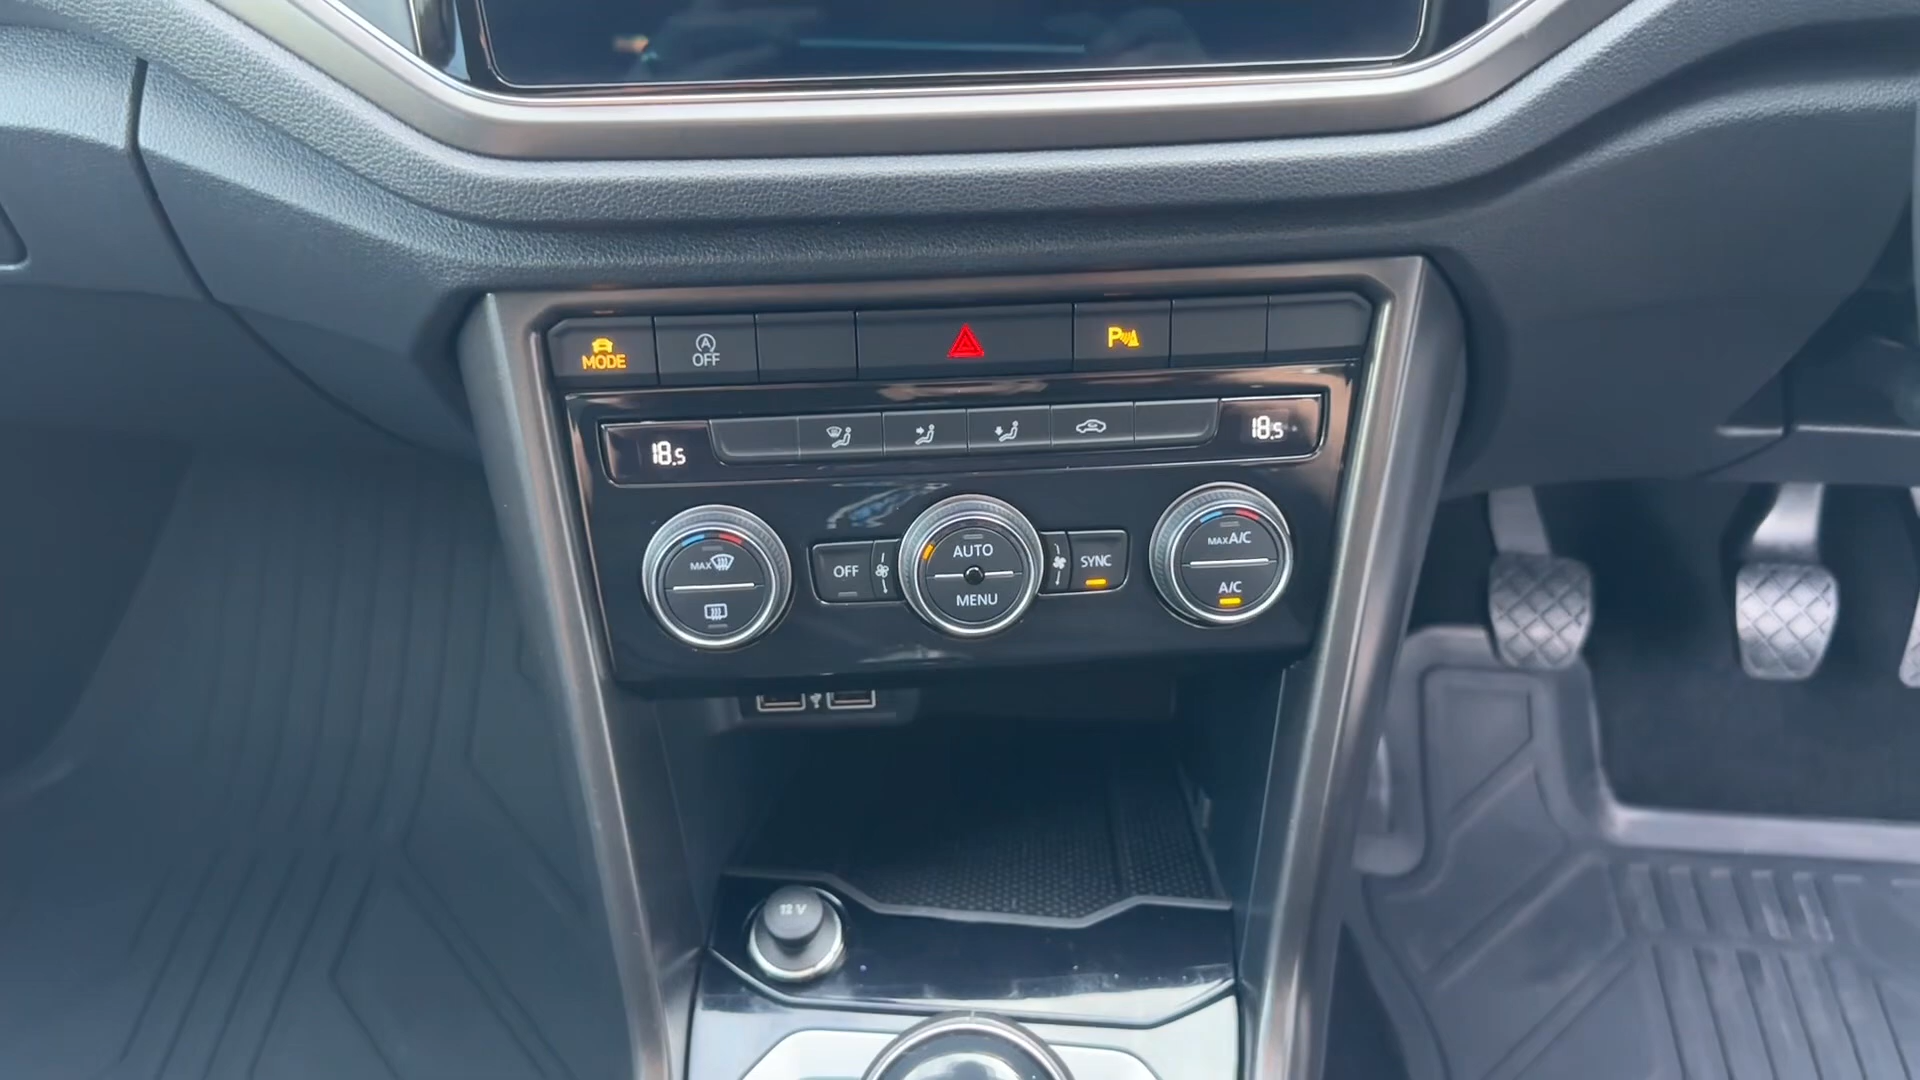 MODE
A
OFF
P
18.5
18.5
MAX
OFF
AUTO
MENU
SYNC
MAX A/C
A/C
12 V